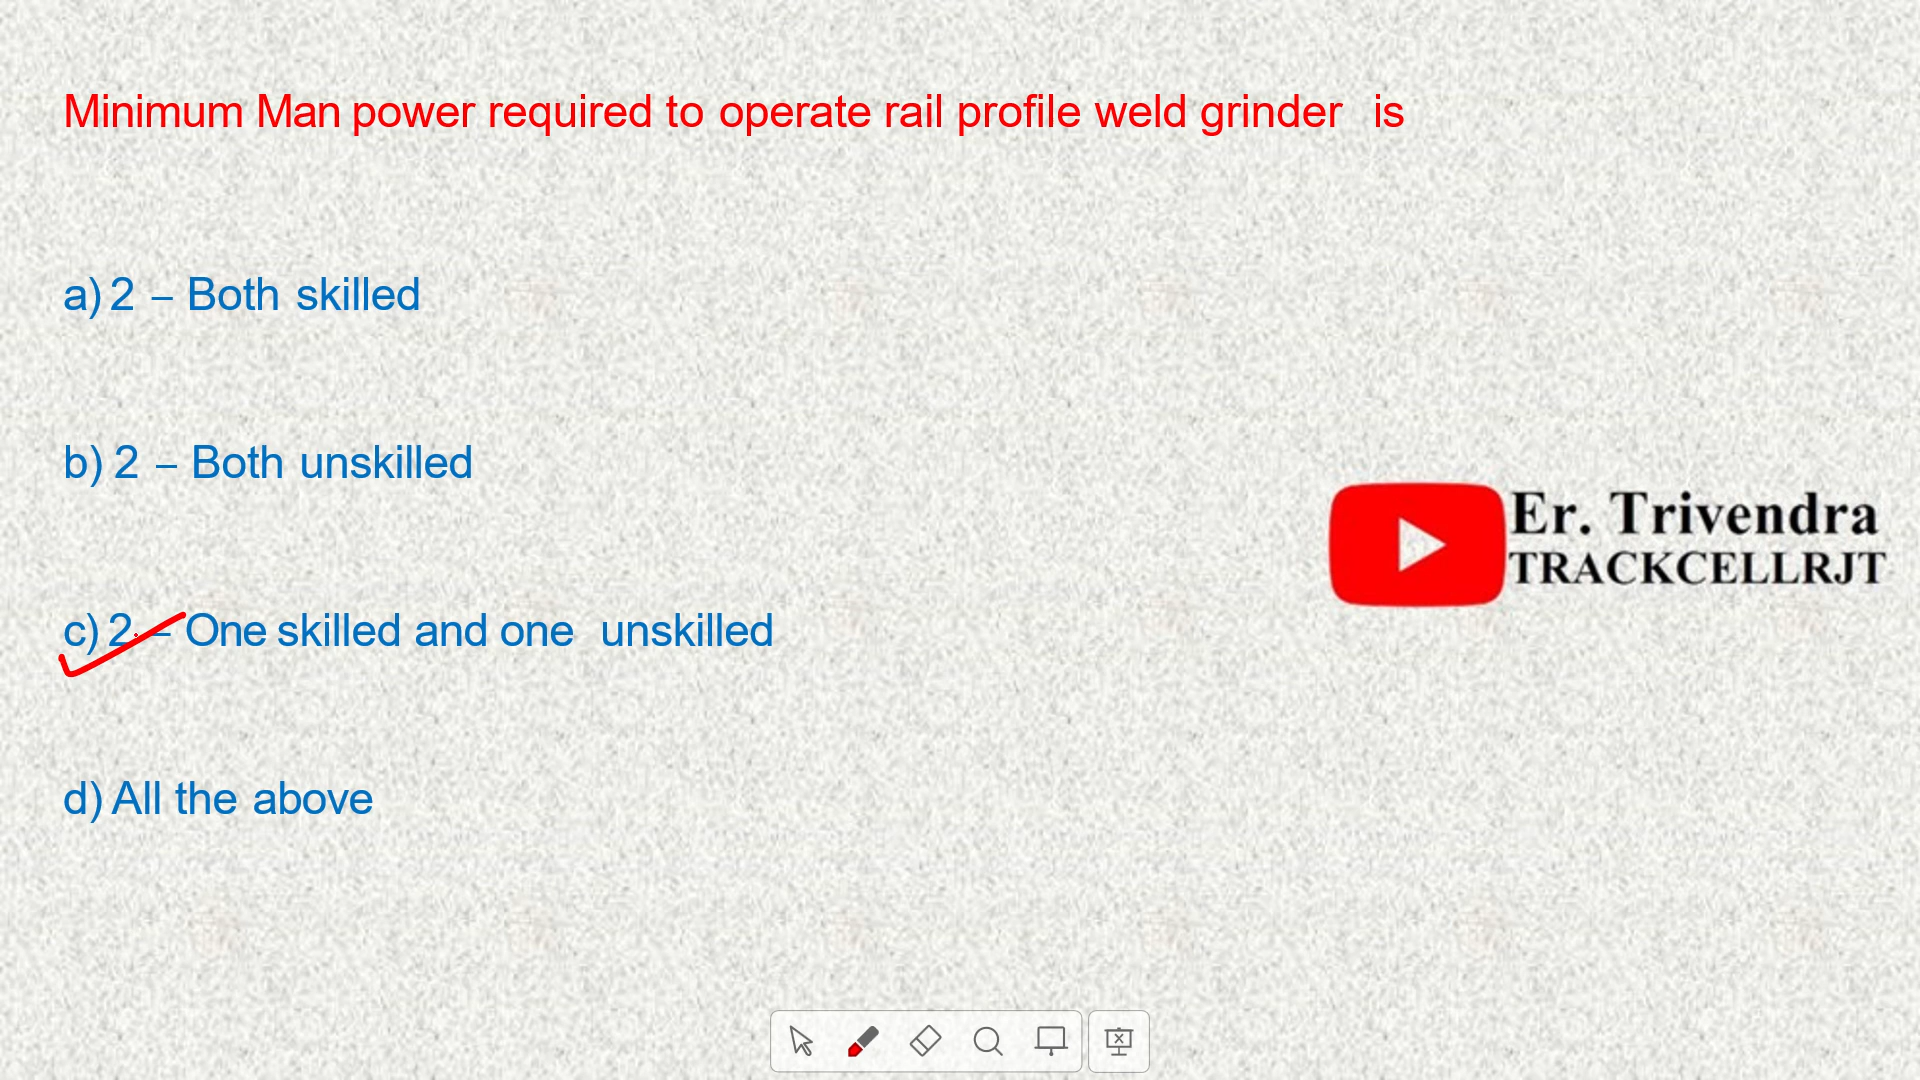 Minimum Man power required to operate rail profile weld grinder is
a) 2 – Both skilled
b) 2 – Both unskilled
Er. Trivendra
TRACKCELLRJT
c) 2 – One skilled and one unskilled
d) All the above